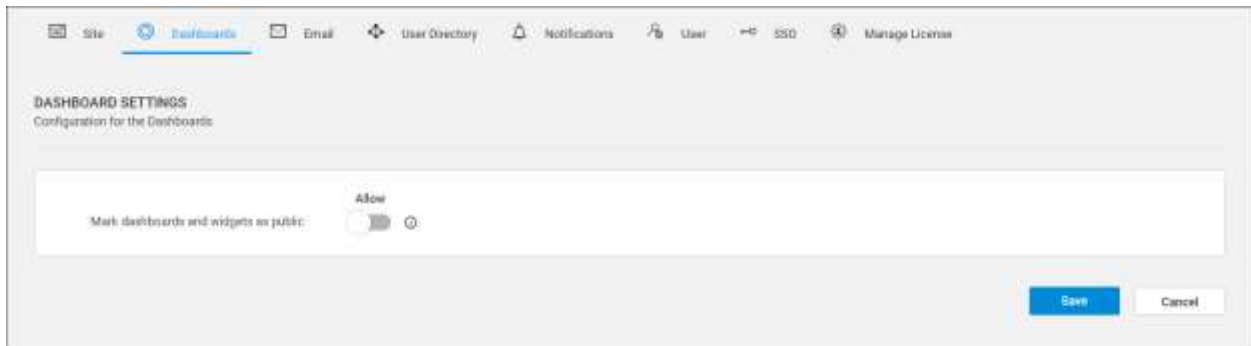 Site Dashboards Email User Directory Notifications User SSO Manage License
DASHBOARD SETTINGS
Configuration for the Dashboards
Allow
Mark dashboards and widgets as public
Save Cancel